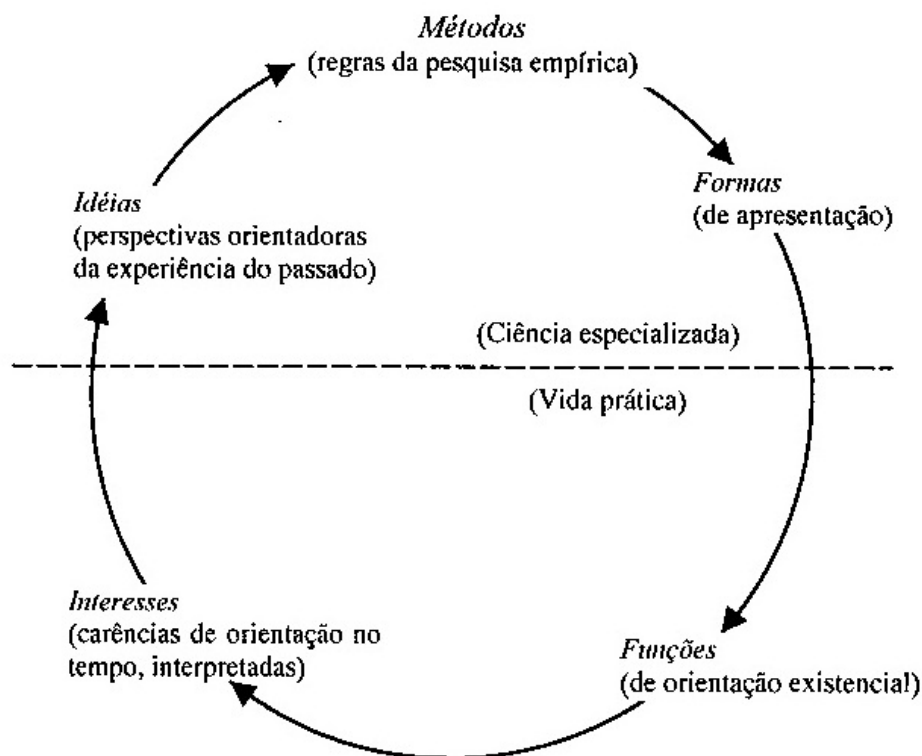 Métodos
(regras da pesquisa empírica)
Formas
(de apresentação)
Idéias
(perspectivas orientadoras
da experiência do passado)
(Ciência especializada)
(Vida prática)
Interesses
(carências de orientação no
tempo, interpretadas)
Funções
(de orientação existencial)